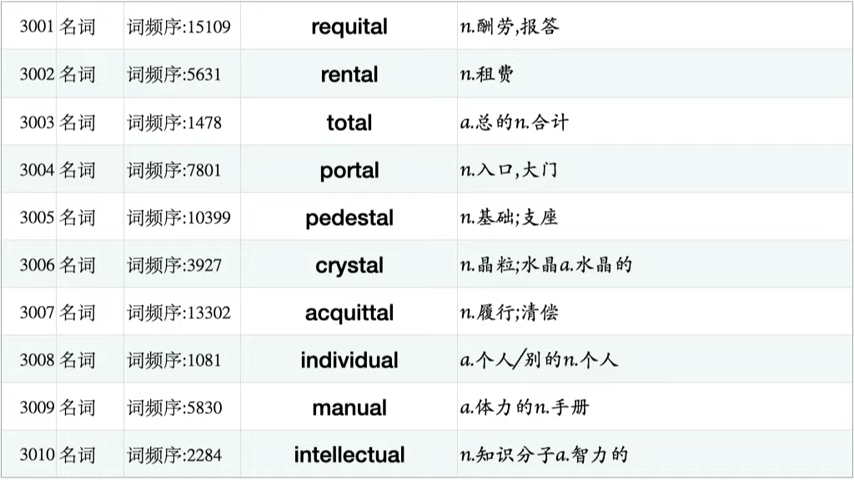 3001 名词 词频序:15109 requital n.酬劳,报答
3002 名词 词频序:5631 rental n.租费
3003 名词 词频序:1478 total a.总的n.合计
3004 名词 词频序:7801 portal n.入口,大门
3005 名词 词频序:10399 pedestal n.基础;支座
3006 名词 词频序:3927 crystal n.晶粒;水晶a.水晶的
3007 名词 词频序:13302 acquittal n.履行;清偿
3008 名词 词频序:1081 individual a.个人/别的n.个人
3009 名词 词频序:5830 manual a.体力的n.手册
3010 名词 词频序:2284 intellectual n.知识分子a.智力的